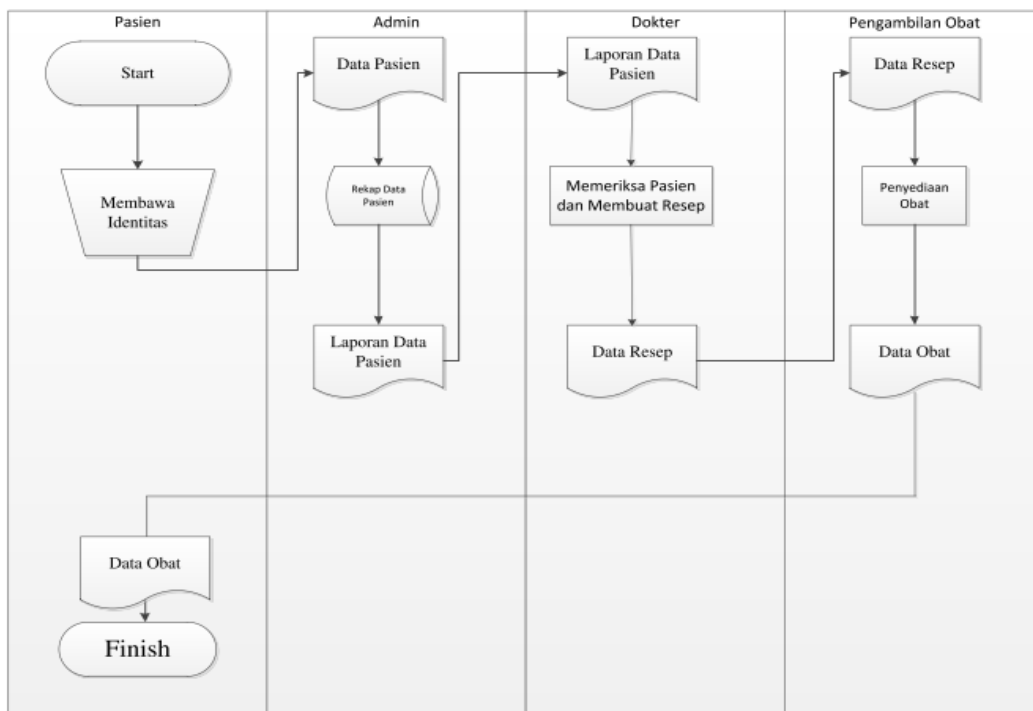 Pasien
Admin
Dokter
Pengambilan Obat
Start
Data Pasien
Laporan Data
Pasien
Data Resep
Membawa
Identitas
Rekap Data
Pasien
Memeriksa Pasien
dan Membuat Resep
Penyediaan
Obat
Laporan Data
Pasien
Data Resep
Data Obat
Data Obat
Finish